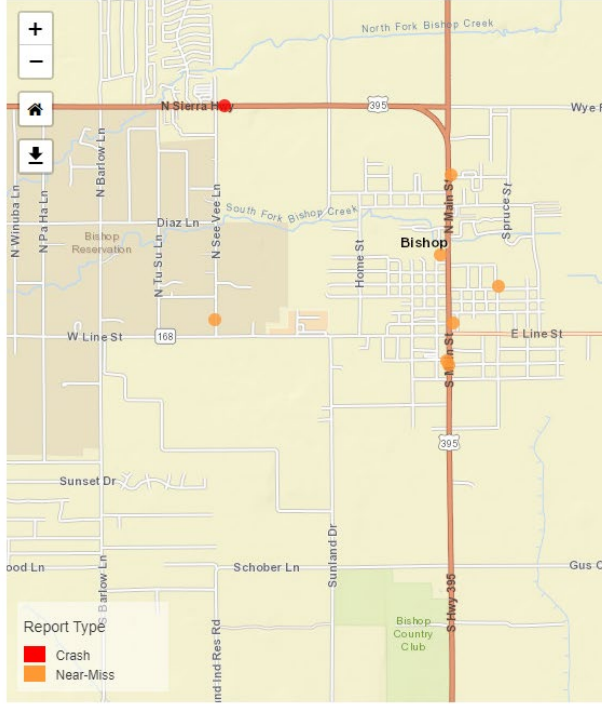 +
−
North Fork Bishop Creek
N Sierra Hwy
395
Wye R
N Barlow Ln
N Winuba Ln
N Pa Ha Ln
N See Vee Ln
South Fork Bishop Creek
N Main St
Spruce St
Diaz Ln
Bishop
Reservation
N Tu Su Ln
Home St
Bishop
W Line St
168
E Line St
S Main St
395
Sunset Dr
ood Ln
S Barlow Ln
Schober Ln
Sunland Dr
Gus C
S Hwy 395
Bishop
Country
Club
nd Ind Res Rd
Report Type
Crash
Near-Miss